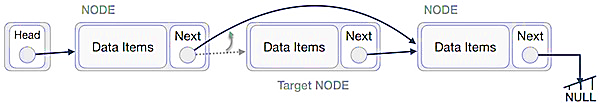 NODE
NODE
Head
Data Items
Next
Data Items
Next
Data Items
Next
Target NODE
NULL